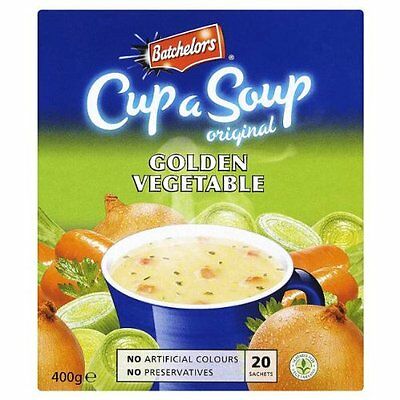 Batchelors®
Cup a Soup
original
GOLDEN
VEGETABLE
400g℮
NO ARTIFICIAL COLOURS
NO PRESERVATIVES
20
SACHETS